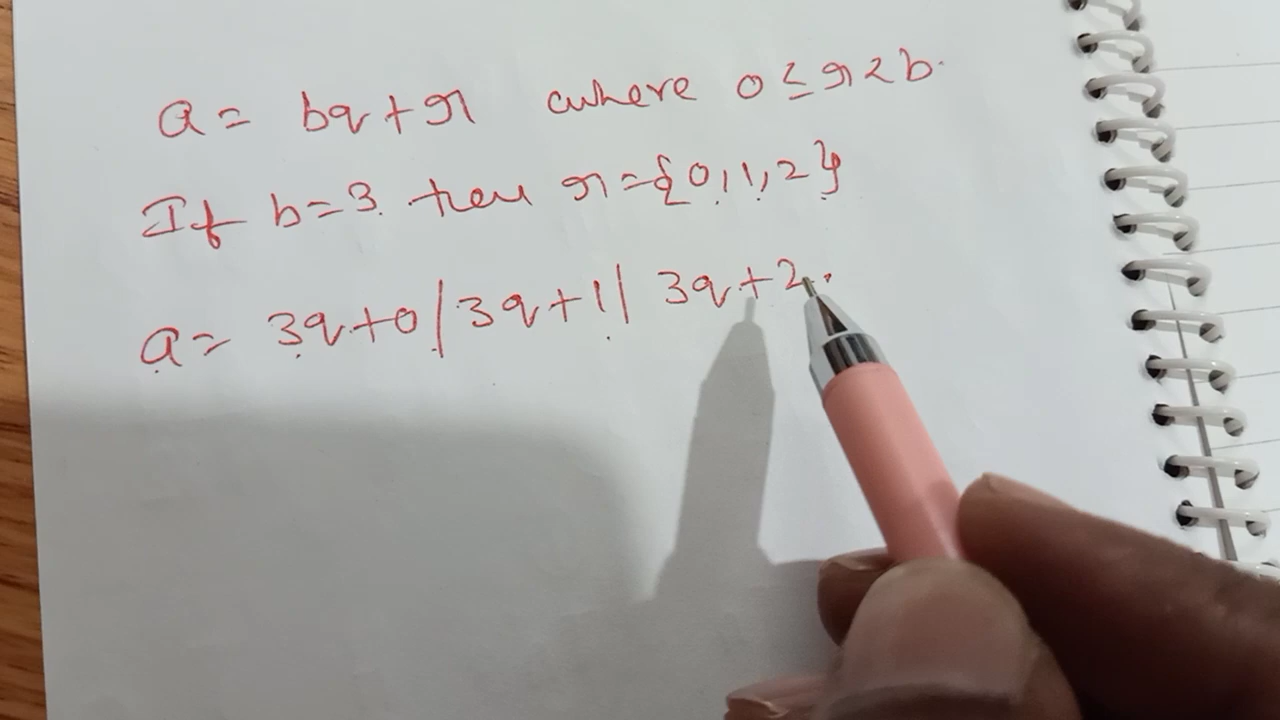 a = bq + r where 0 ≤ r < b.
If b = 3 then r = {0, 1, 2}
a = 3q + 0 / 3q + 1 | 3q + 2.